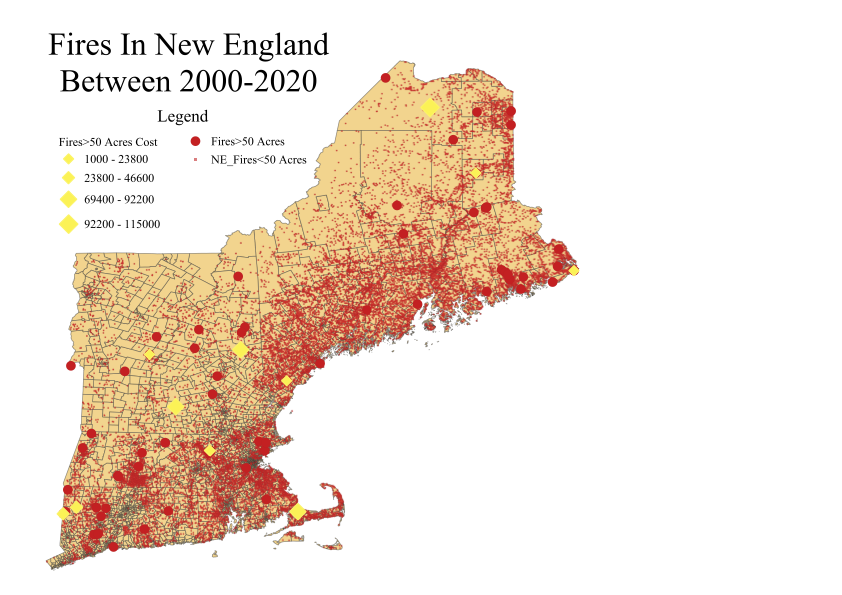 Fires In New England
Between 2000-2020
Legend
Fires>50 Acres Cost
1000 - 23800
23800 - 46600
69400 - 92200
92200 - 115000
Fires>50 Acres
NE_Fires<50 Acres